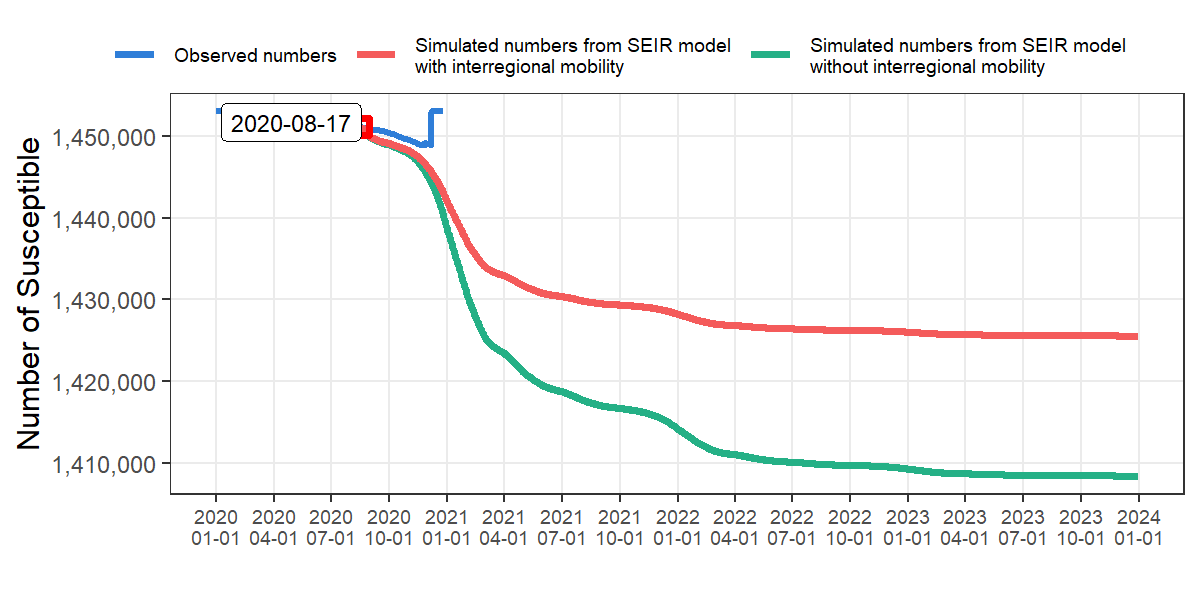 Observed numbers
Simulated numbers from SEIR model
with interregional mobility
Simulated numbers from SEIR model
without interregional mobility
Number of Susceptible
1,450,000
1,440,000
1,430,000
1,420,000
1,410,000
2020-08-17
2020 2020 2020 2020 2021 2021 2021 2021 2022 2022 2022 2022 2023 2023 2023 2023 2024
01-01 04-01 07-01 10-01 01-01 04-01 07-01 10-01 01-01 04-01 07-01 10-01 01-01 04-01 07-01 10-01 01-01